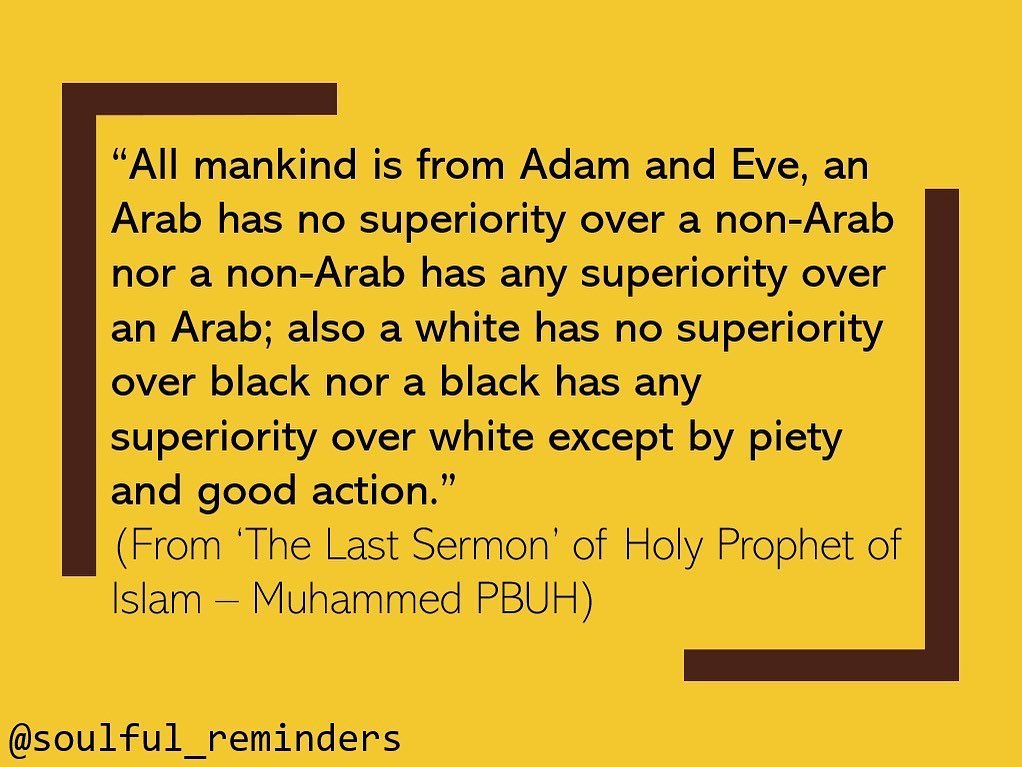 “All mankind is from Adam and Eve, an
Arab has no superiority over a non-Arab
nor a non-Arab has any superiority over
an Arab; also a white has no superiority
over black nor a black has any
superiority over white except by piety
and good action.”
(From ‘The Last Sermon’ of Holy Prophet of
Islam – Muhammed PBUH)
@soulful_reminders